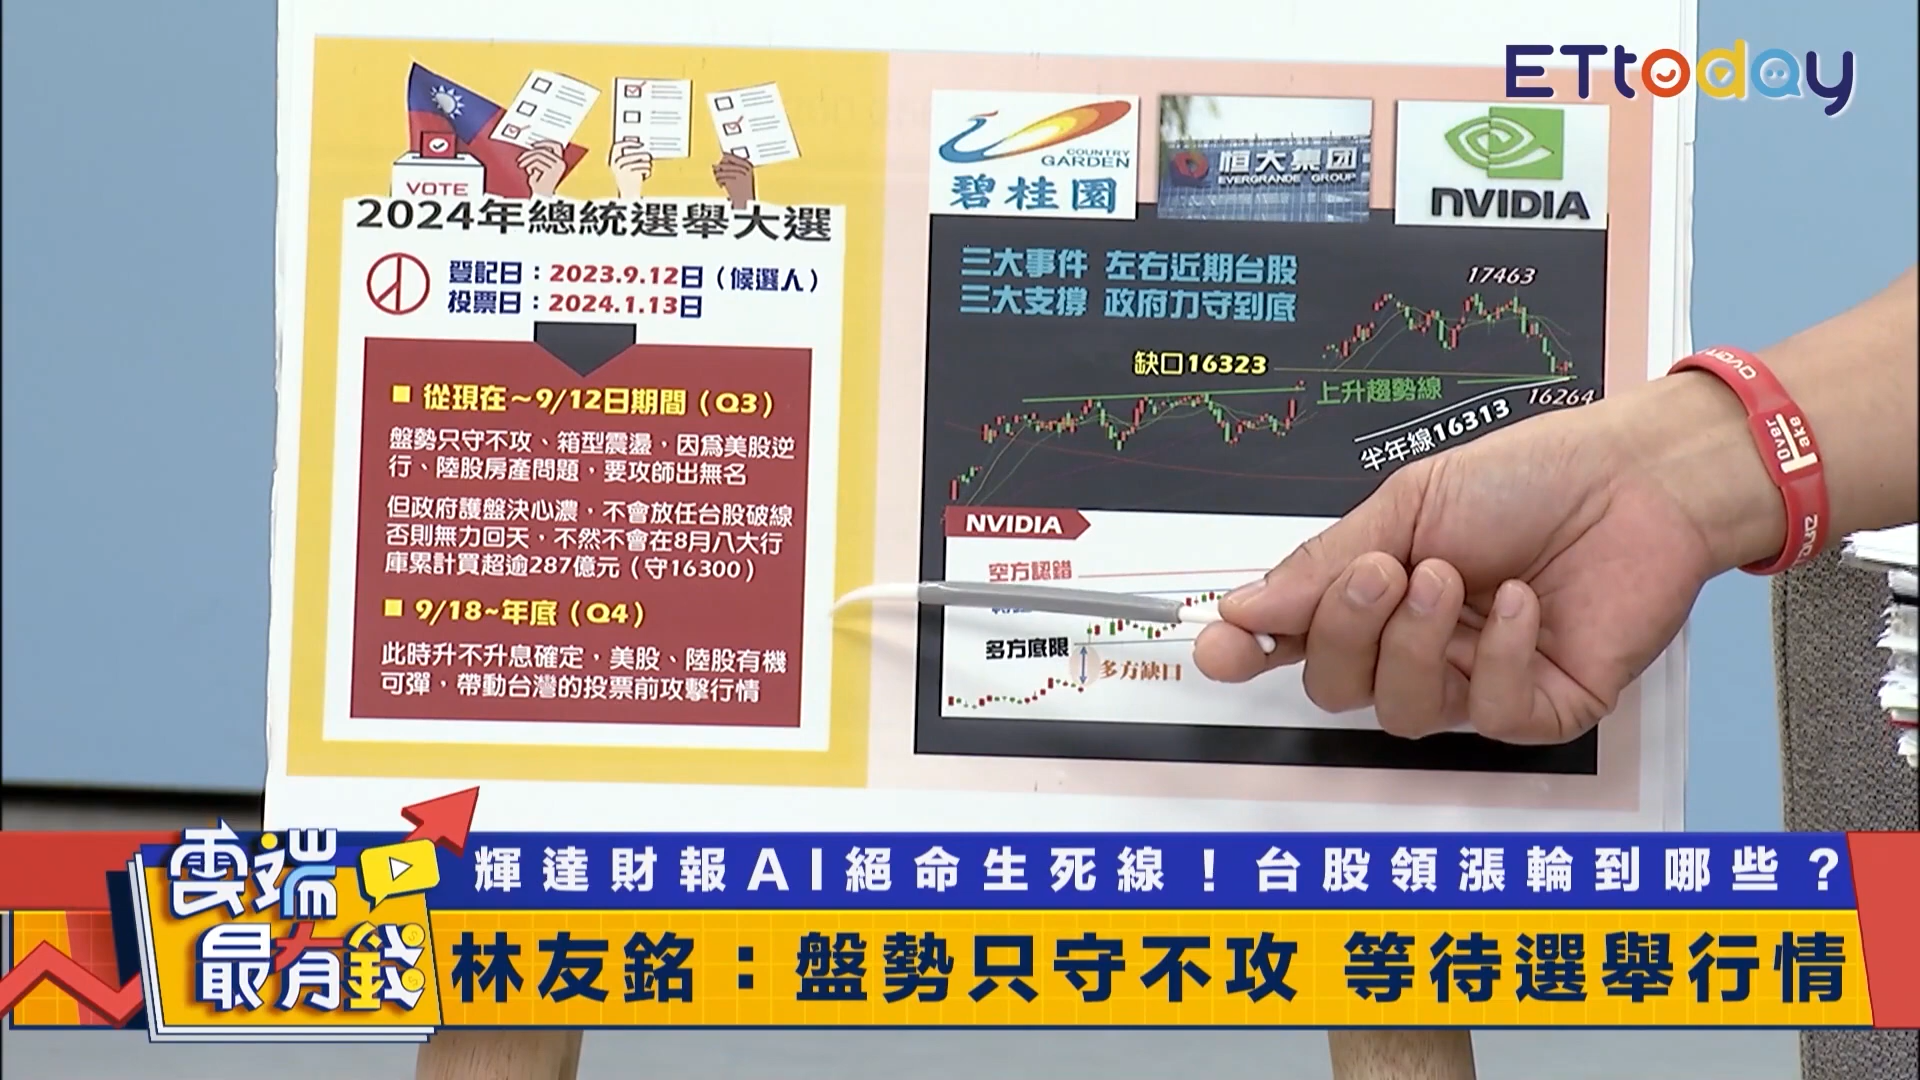 ETtoday
VOTE
2024年總統選舉大選
登記日：2023.9.12日（候選人）
投票日：2024.1.13日
從現在～9/12日期間（Q3）
盤勢只守不攻、箱型震盪，因為美股逆
行、陸股房產問題，要攻師出無名
但政府護盤決心濃，不會放任台股破線
否則無力回天，不然不會在8月八大行
庫累計買超逾287億元（守16300）
9/18~年底（Q4）
此時升不升息確定，美股、陸股有機
可彈，帶動台灣的投票前攻擊行情
COUNTRY
GARDEN
碧桂園
恒大集团
EVERGRANDE GROUP
NVIDIA
三大事件 左右近期台股
三大支撐 政府力守到底
17463
缺口16323
上升趨勢線
16264
半年線16313
NVIDIA
空方認錯
多方底限
多方缺口
Power
Hake
雲端
最有錢
輝達財報AI絕命生死線！台股領漲輪到哪些？
林友銘：盤勢只守不攻 等待選舉行情